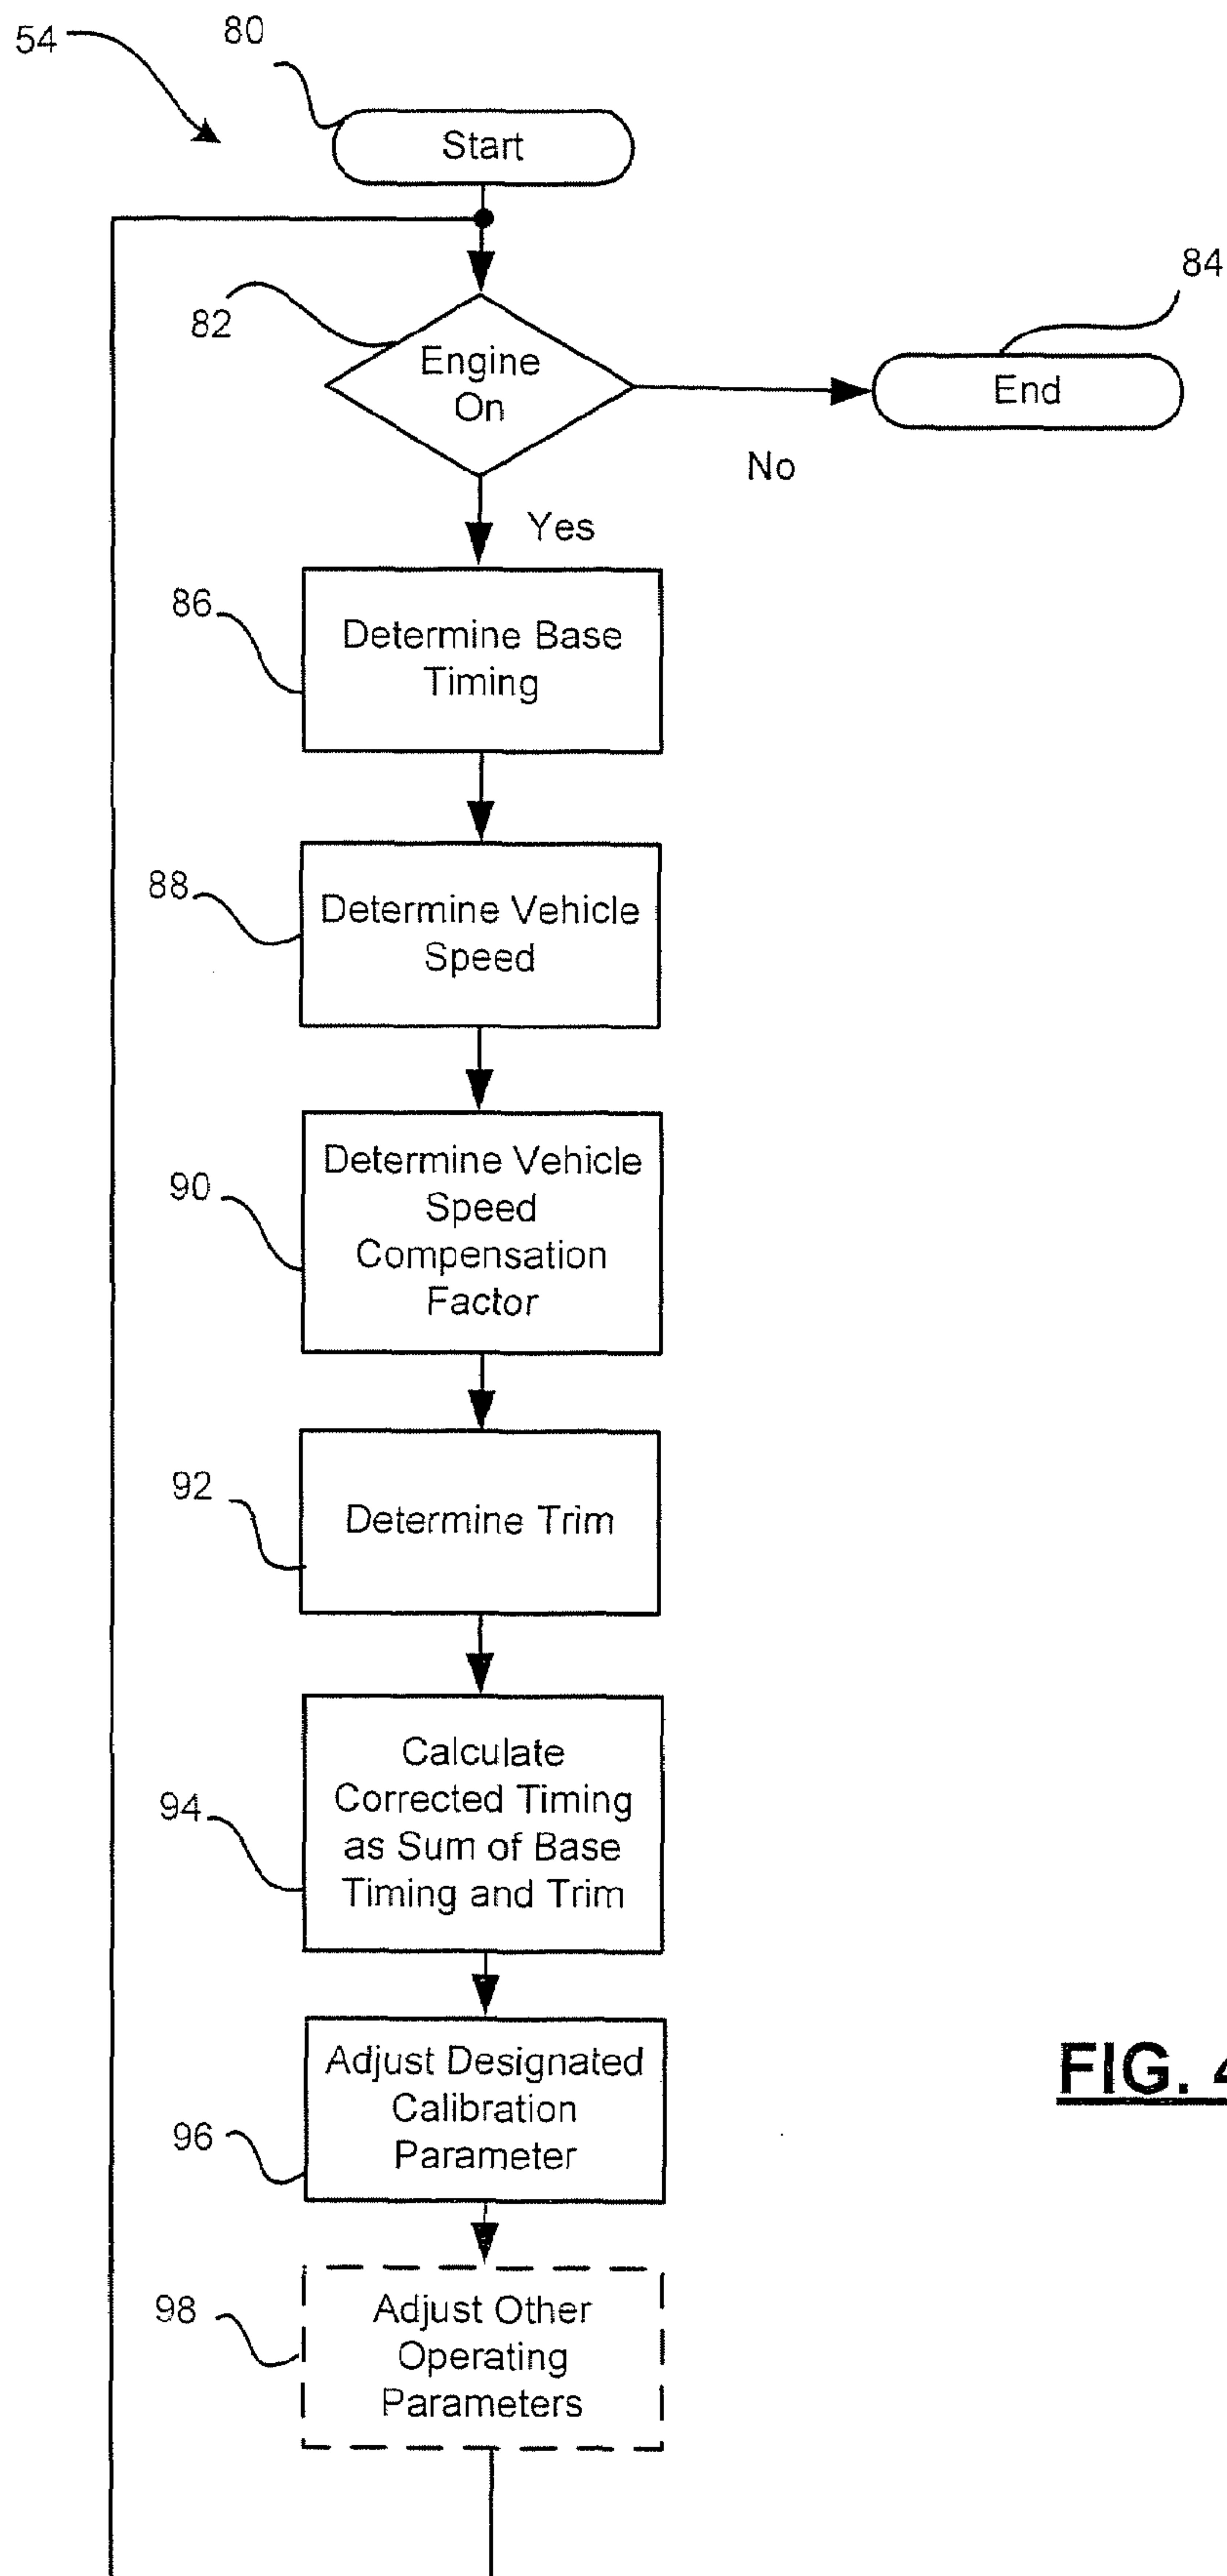 54
80
Start
82
Engine
On
84
End
No
Yes
86
Determine Base
Timing
88
Determine Vehicle
Speed
90
Determine Vehicle
Speed
Compensation
Factor
92
Determine Trim
94
Calculate
Corrected Timing
as Sum of Base
Timing and Trim
96
Adjust Designated
Calibration
Parameter
FIG. 4
98
Adjust Other
Operating
Parameters